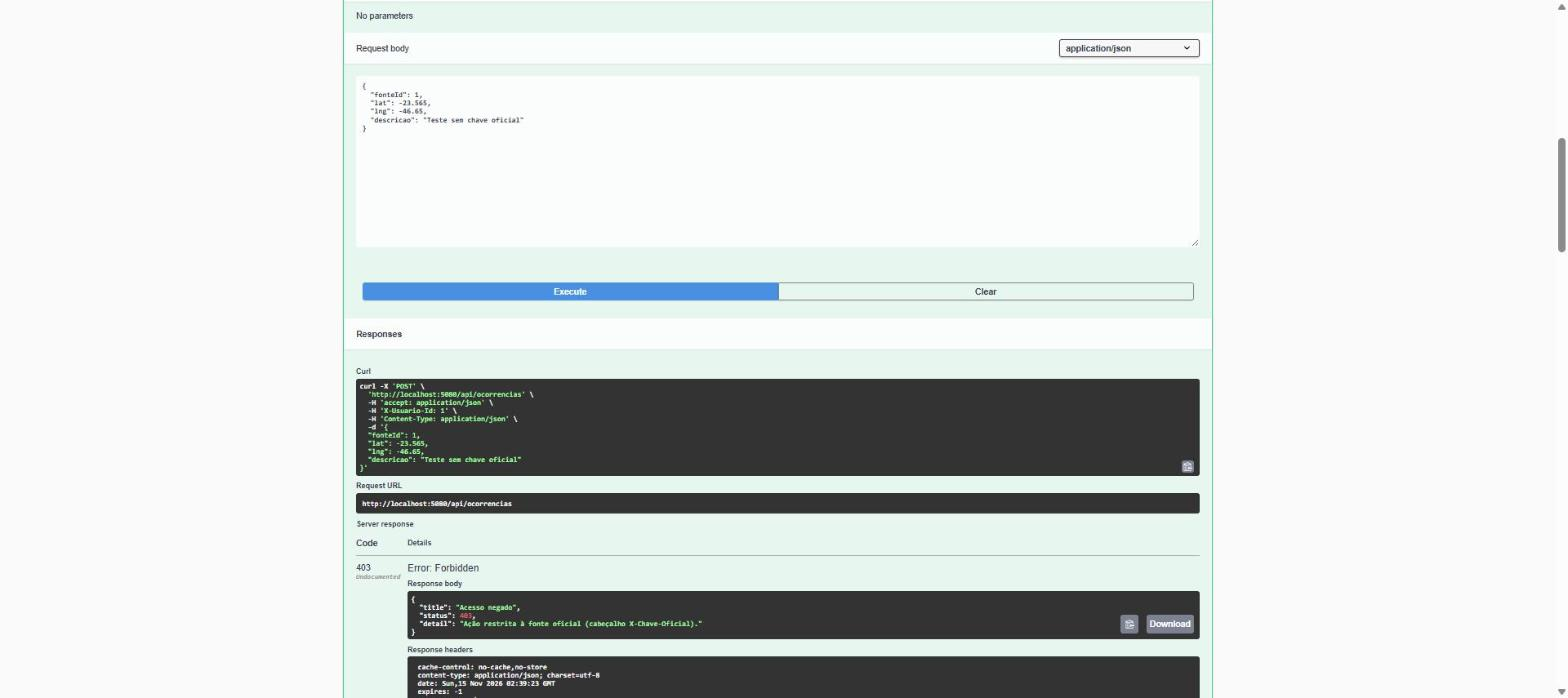 No parameters
Request body
application/json
{
  "fonteId": 1,
  "lat": -23.565,
  "lng": -46.65,
  "descricao": "Teste sem chave oficial"
}
Execute
Clear
Responses
Curl
curl -X 'POST' \
  'http://localhost:5080/api/ocorrencias' \
  -H 'accept: application/json' \
  -H 'X-Usuario-Id: 1' \
  -H 'Content-Type: application/json' \
  -d '{
  "fonteId": 1,
  "lat": -23.565,
  "lng": -46.65,
  "descricao": "Teste sem chave oficial"
}'
Request URL
http://localhost:5080/api/ocorrencias
Server response
Code Details
403 Error: Forbidden
Undocumented
Response body
{
  "title": "Acesso negado",
  "status": 403,
  "detail": "Ação restrita à fonte oficial (cabeçalho X-Chave-Oficial)."
}
Download
Response headers
cache-control: no-cache,no-store
content-type: application/json; charset=utf-8
date: Sun,15 Nov 2026 02:39:23 GMT
expires: -1